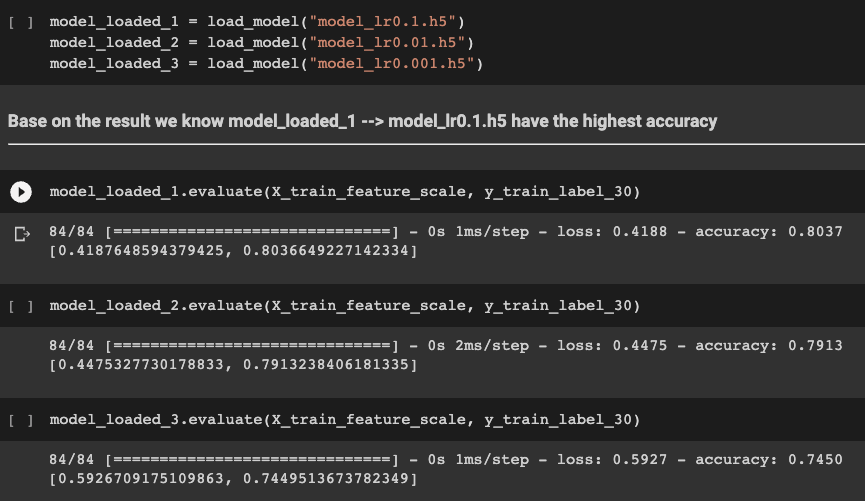 [ ] model_loaded_1 = load_model("model_lr0.1.h5")
model_loaded_2 = load_model("model_lr0.01.h5")
model_loaded_3 = load_model("model_lr0.001.h5")
Base on the result we know model_loaded_1 --> model_lr0.1.h5 have the highest accuracy
model_loaded_1.evaluate(X_train_feature_scale, y_train_label_30)
84/84 [==============================] - 0s 1ms/step - loss: 0.4188 - accuracy: 0.8037
[0.4187648594379425, 0.8036649227142334]
[ ] model_loaded_2.evaluate(X_train_feature_scale, y_train_label_30)
84/84 [==============================] - 0s 2ms/step - loss: 0.4475 - accuracy: 0.7913
[0.4475327730178833, 0.7913238406181335]
[ ] model_loaded_3.evaluate(X_train_feature_scale, y_train_label_30)
84/84 [==============================] - 0s 1ms/step - loss: 0.5927 - accuracy: 0.7450
[0.5926709175109863, 0.7449513673782349]